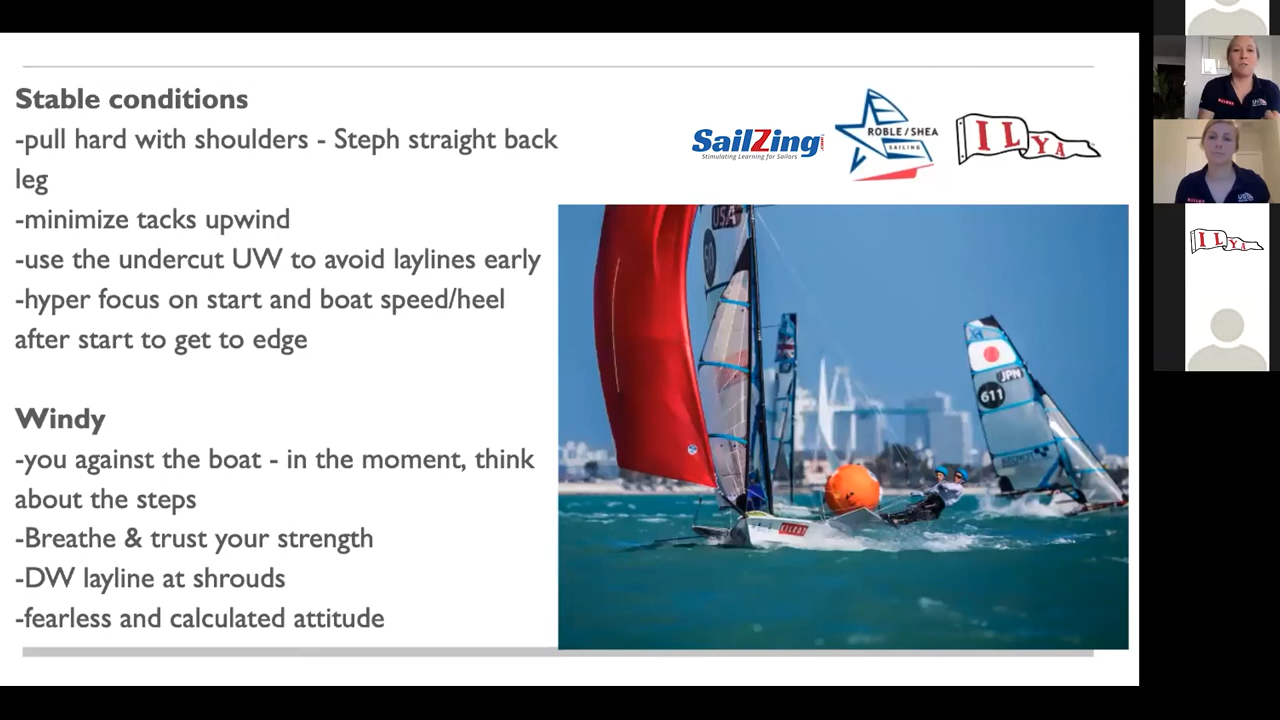 Stable conditions
-pull hard with shoulders - Steph straight back
leg
-minimize tacks upwind
-use the undercut UW to avoid laylines early
-hyper focus on start and boat speed/heel
after start to get to edge
Windy
-you against the boat - in the moment, think
about the steps
-Breathe & trust your strength
-DW layline at shrouds
-fearless and calculated attitude
SailZing
Stimulating Learning for Sailors
ROBLE/SHEA
SAILING
ILYA
USA
JPN
611
ILYA